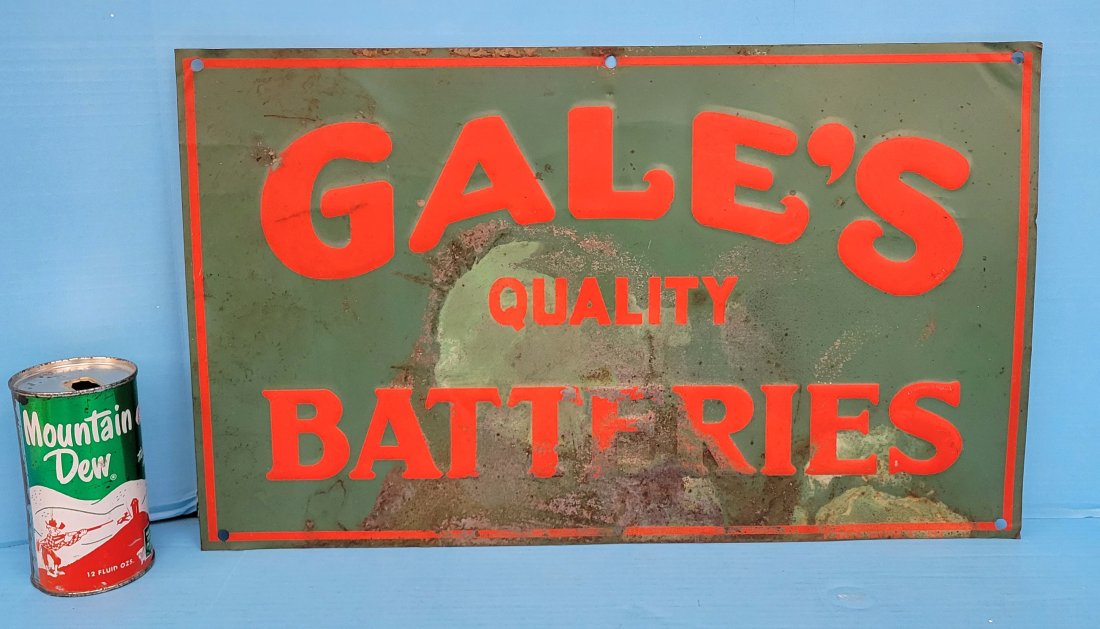 GALE'S
QUALITY
BATTERIES
Mountain
Dew®
12 FLUID OZS.